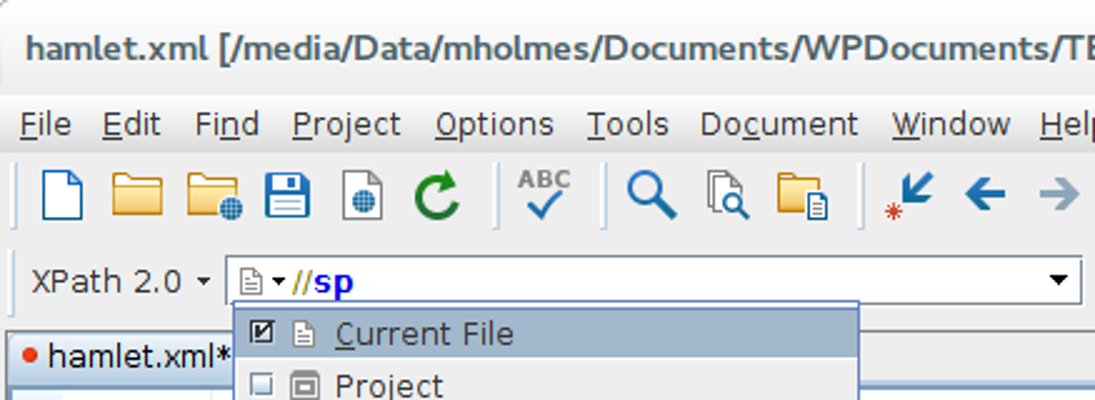 hamlet.xml [/media/Data/mholmes/Documents/WPDocuments/TE
File Edit Find Project Options Tools Document Window Help
ABC
XPath 2.0 //sp
Current File
hamlet.xml*
Project